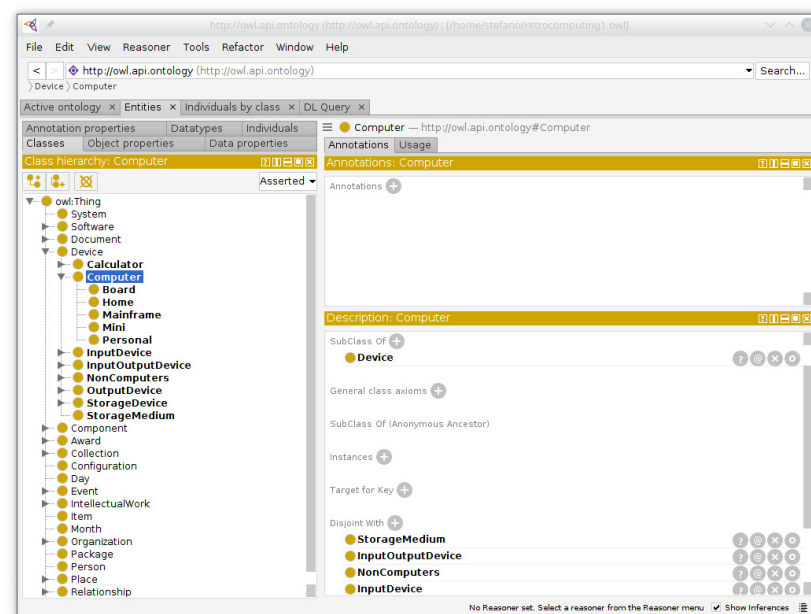 http://owl.api.ontology (http://owl.api.ontology) : [/home/stefano/retrocomputing1.owl]
File Edit View Reasoner Tools Refactor Window Help
< > http://owl.api.ontology (http://owl.api.ontology) Search...
Device Computer
Active ontology × Entities × Individuals by class × DL Query ×
Annotation properties Datatypes Individuals
Classes Object properties Data properties
Class hierarchy: Computer
Asserted
owl:Thing
System
Software
Document
Device
Calculator
Computer
Board
Home
Mainframe
Mini
Personal
InputDevice
InputOutputDevice
NonComputers
OutputDevice
StorageDevice
StorageMedium
Component
Award
Collection
Configuration
Day
Event
IntellectualWork
Item
Month
Organization
Package
Person
Place
Relationship
Computer — http://owl.api.ontology#Computer
Annotations Usage
Annotations: Computer
Annotations
Description: Computer
SubClass Of
Device
General class axioms
SubClass Of (Anonymous Ancestor)
Instances
Target for Key
Disjoint With
StorageMedium
InputOutputDevice
NonComputers
InputDevice
No Reasoner set. Select a reasoner from the Reasoner menu Show Inferences